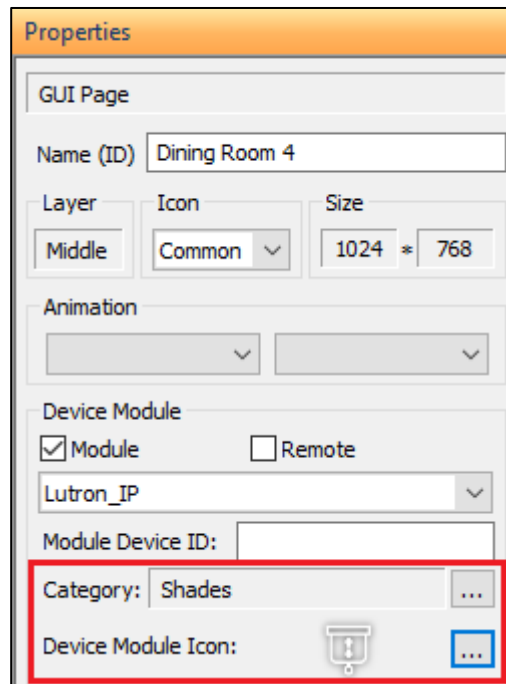 Properties
GUI Page
Name (ID) Dining Room 4
Layer Icon Size
Middle Common 1024 * 768
Animation
Device Module
Module Remote
Lutron_IP
Module Device ID:
Category: Shades ...
Device Module Icon: ...